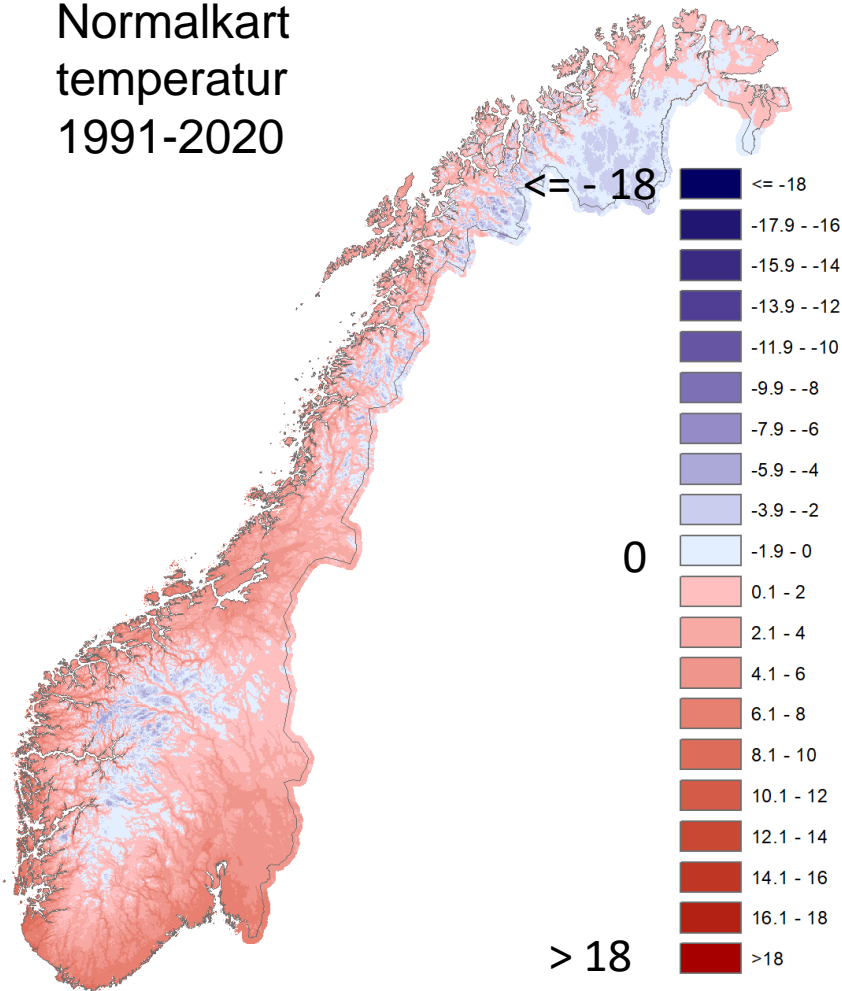 Normalkart
temperatur
1991-2020
<= - 18
0
> 18
<= -18
-17.9 - -16
-15.9 - -14
-13.9 - -12
-11.9 - -10
-9.9 - -8
-7.9 - -6
-5.9 - -4
-3.9 - -2
-1.9 - 0
0.1 - 2
2.1 - 4
4.1 - 6
6.1 - 8
8.1 - 10
10.1 - 12
12.1 - 14
14.1 - 16
16.1 - 18
>18